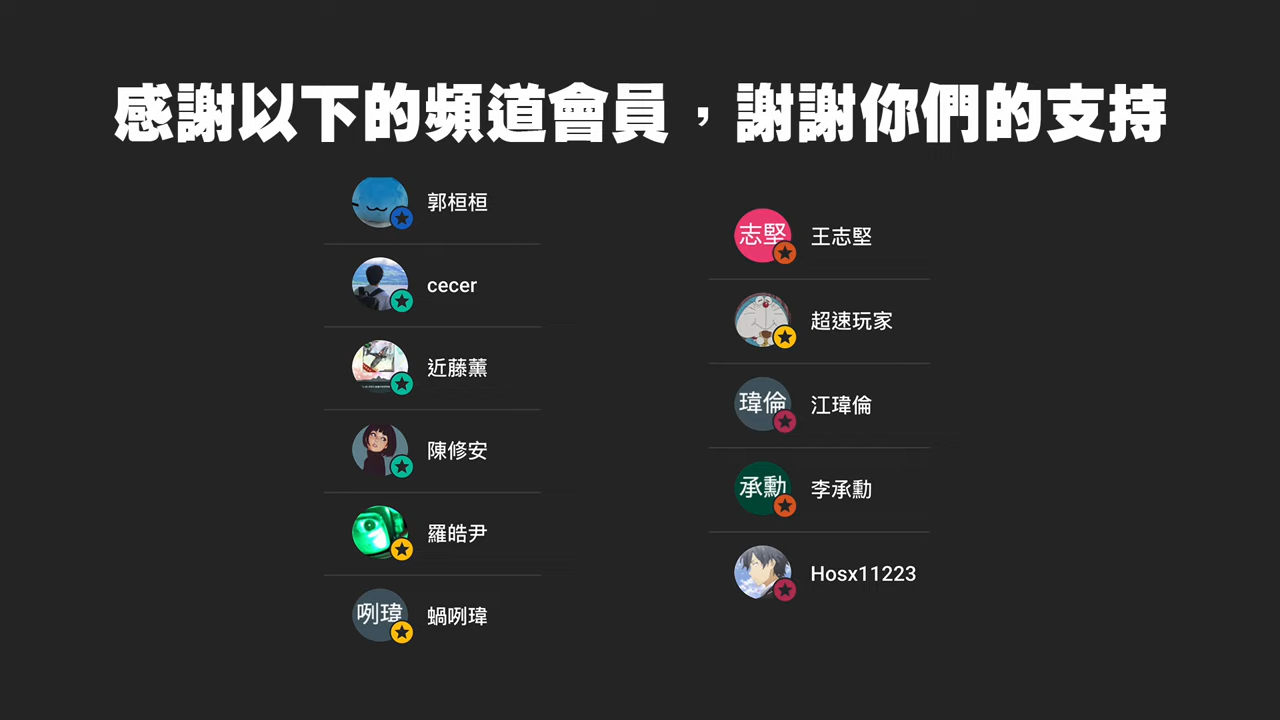 感謝以下的頻道會員，謝謝你們的支持
郭桓桓
cecer
近藤薰
陳修安
羅皓尹
咧瑋
蝸咧瑋
志堅
王志堅
超速玩家
瑋倫
江瑋倫
承勳
李承勳
Hosx11223